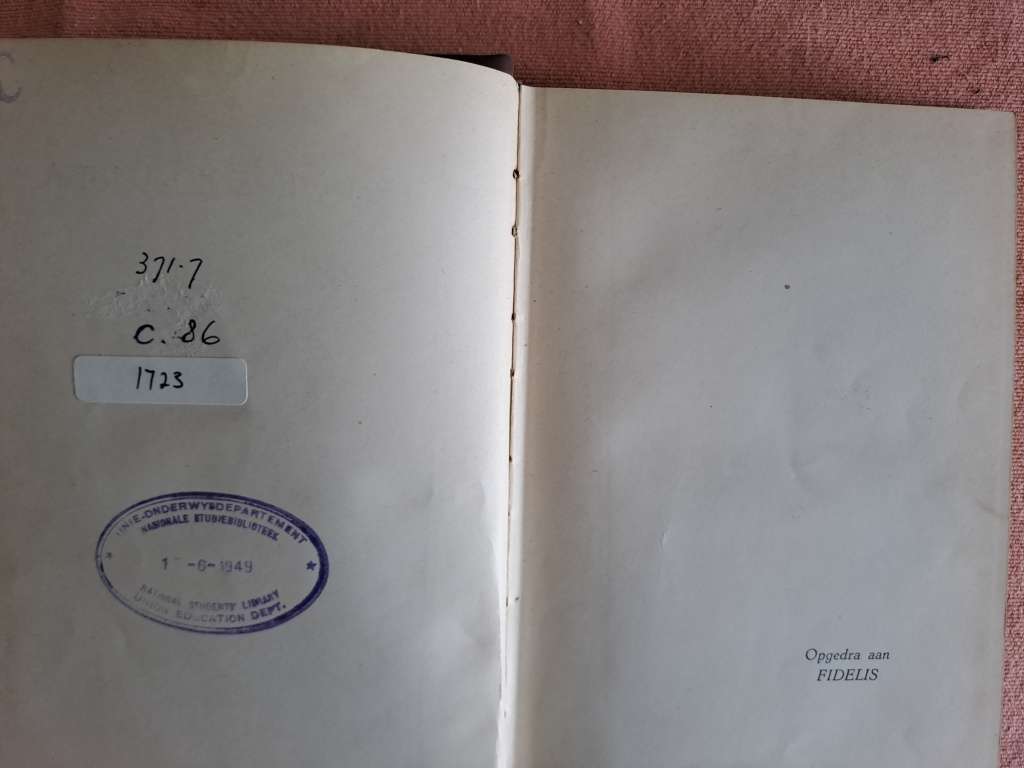 371.7
C. 86
1723
UNIE-ONDERWYSDEPARTEMENT
NASIONALE STUDIEBIBLIOTEEK
-6-1949
NATIONAL STUDENTS' LIBRARY
UNION EDUCATION DEPT.
Opgedra aan
FIDELIS